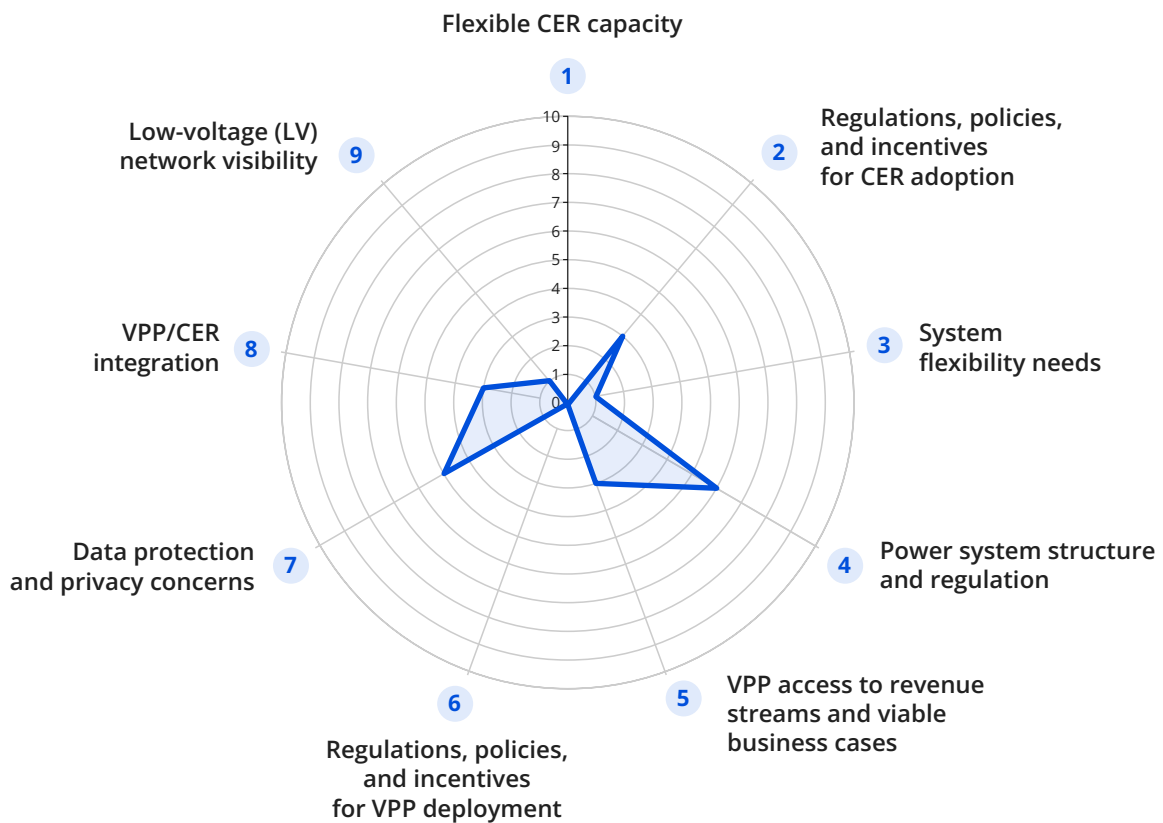 Flexible CER capacity
1
10
9
8
7
6
5
4
3
2
1
0
2
Regulations, policies,
and incentives
for CER adoption
3
System
flexibility needs
4
Power system structure
and regulation
5
VPP access to revenue
streams and viable
business cases
6
Regulations, policies,
and incentives
for VPP deployment
7
Data protection
and privacy concerns
8
VPP/CER
integration
9
Low-voltage (LV)
network visibility